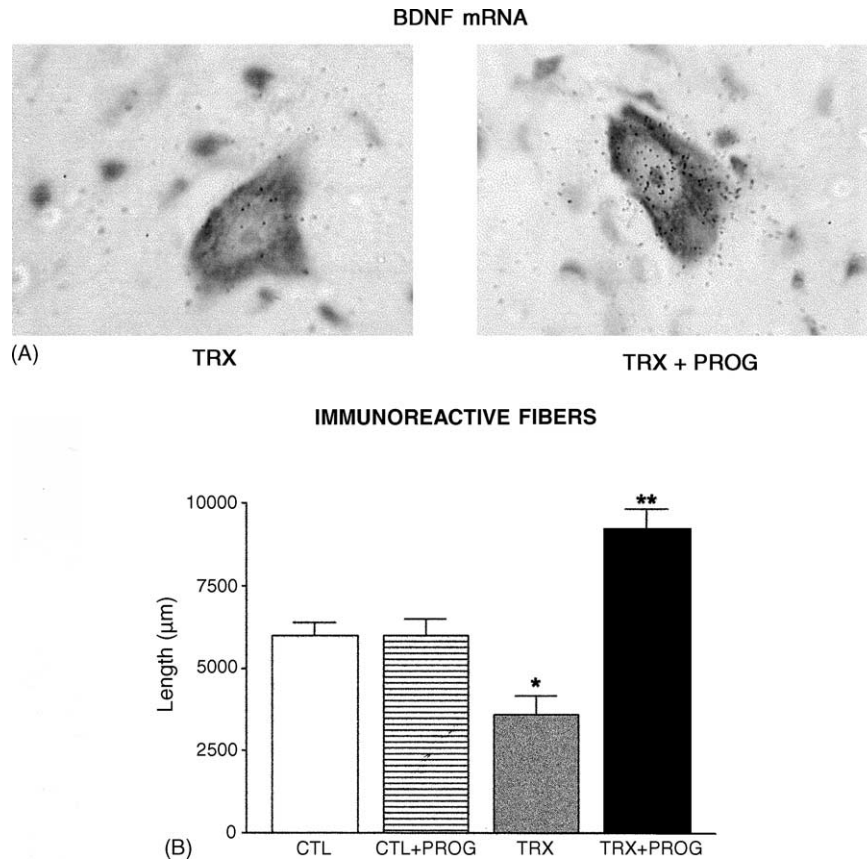 BDNF mRNA
(A)
TRX
TRX + PROG
IMMUNOREACTIVE FIBERS
Length (µm)
10000
7500
5000
2500
0
*
**
(B)
CTL
CTL+PROG
TRX
TRX+PROG